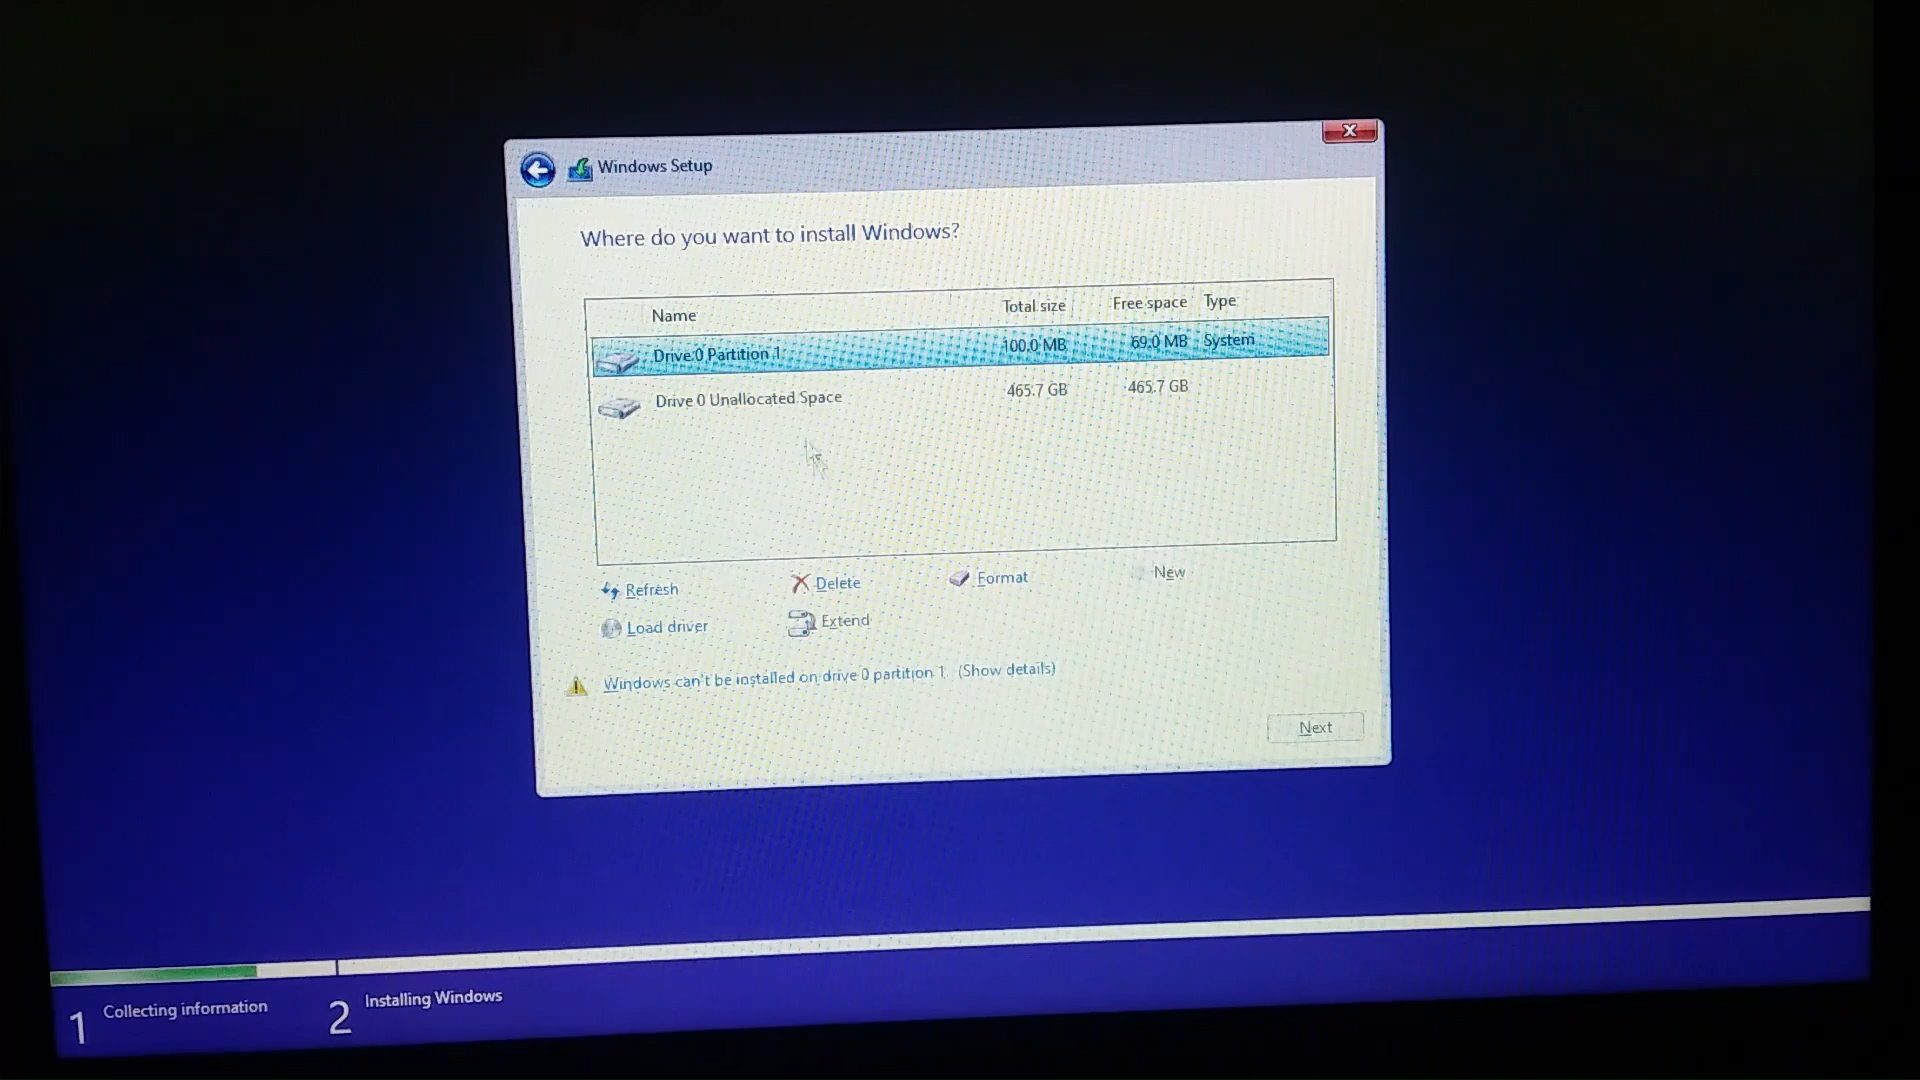 Windows Setup
Where do you want to install Windows?
Name Total size Free space Type
Drive 0 Partition 1 100.0 MB 69.0 MB System
Drive 0 Unallocated Space 465.7 GB 465.7 GB
Refresh Delete Format New
Load driver Extend
Windows can't be installed on drive 0 partition 1. (Show details)
Next
1 Collecting information 2 Installing Windows